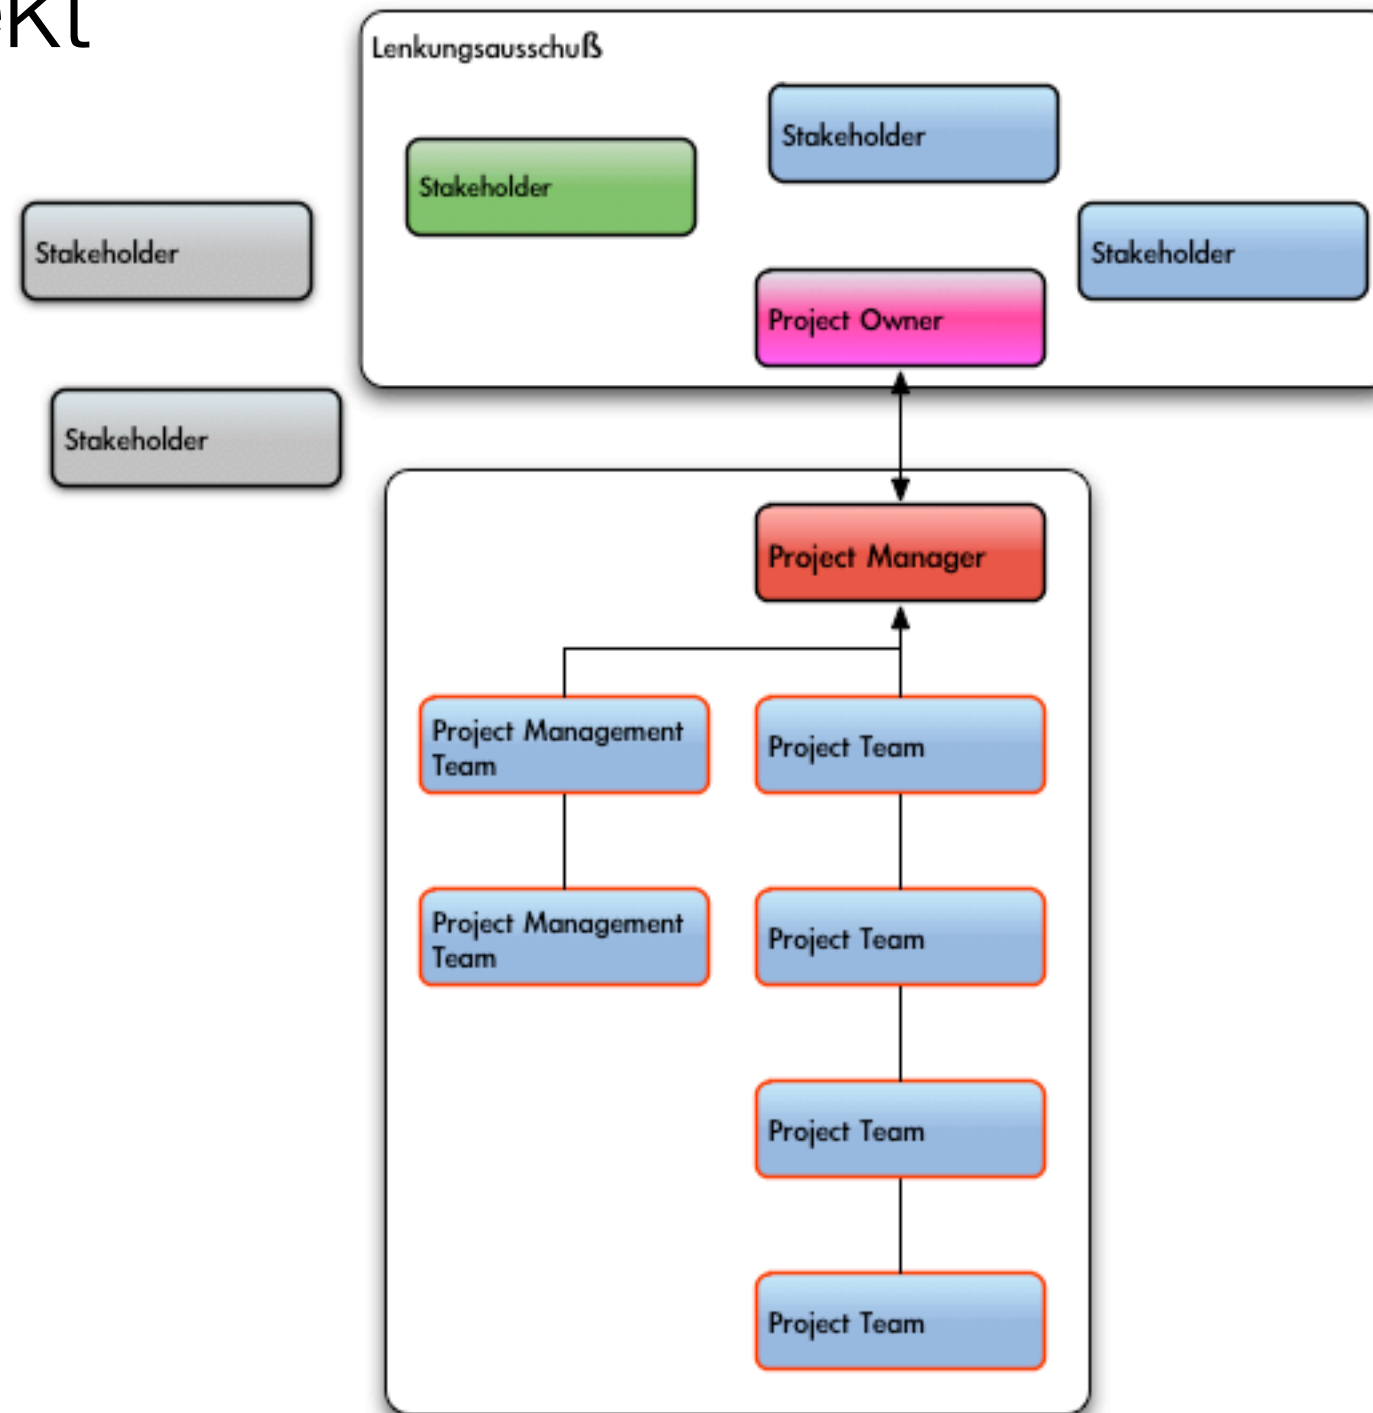 ekt
Lenkungsausschuß
Stakeholder
Stakeholder
Stakeholder
Stakeholder
Project Owner
Stakeholder
Project Manager
Project Management
Team
Project Team
Project Management
Team
Project Team
Project Team
Project Team